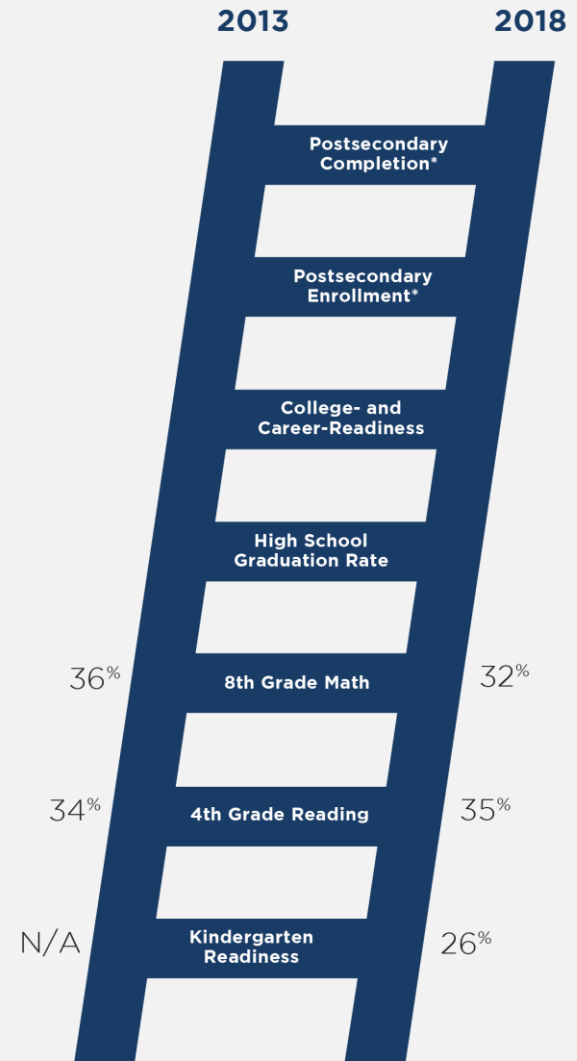 2013
2018
Postsecondary
Completion*
Postsecondary
Enrollment*
College- and
Career-Readiness
High School
Graduation Rate
36%
8th Grade Math
32%
34%
4th Grade Reading
35%
N/A
Kindergarten
Readiness
26%